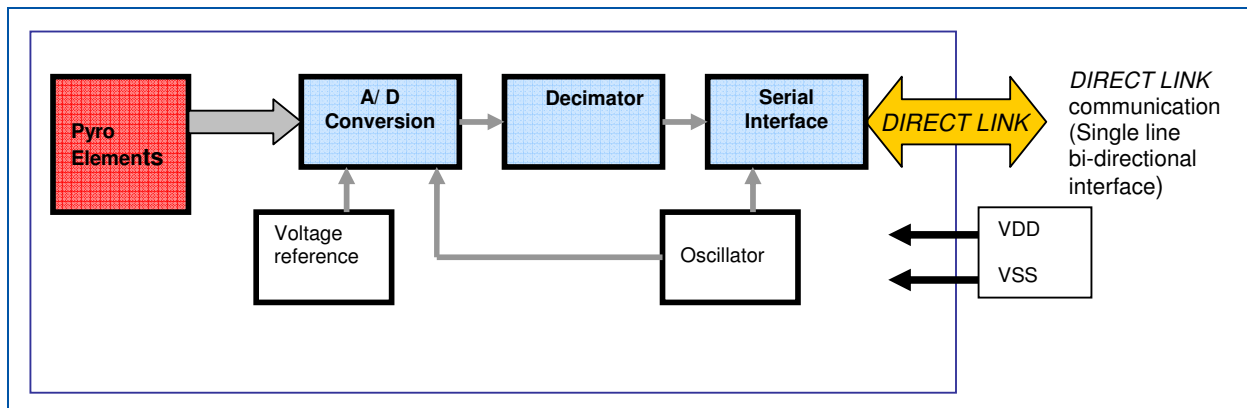 Pyro
Elements
A/ D
Conversion
Decimator
Serial
Interface
DIRECT LINK
DIRECT LINK
communication
(Single line
bi-directional
interface)
Voltage
reference
Oscillator
VDD
VSS